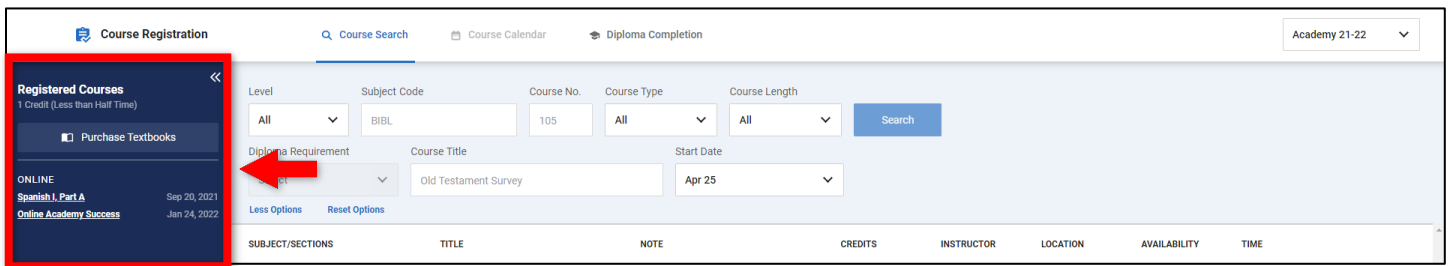 Course Registration
Course Search
Course Calendar
Diploma Completion
Academy 21-22
Registered Courses
1 Credit (Less than Half Time)
Purchase Textbooks
ONLINE
Spanish I, Part A Sep 20, 2021
Online Academy Success Jan 24, 2022
Level Subject Code Course No. Course Type Course Length
All BIBL 105 All All Search
Diploma Requirement Course Title Start Date
Old Testament Survey Apr 25
Less Options Reset Options
SUBJECT/SECTIONS TITLE NOTE CREDITS INSTRUCTOR LOCATION AVAILABILITY TIME